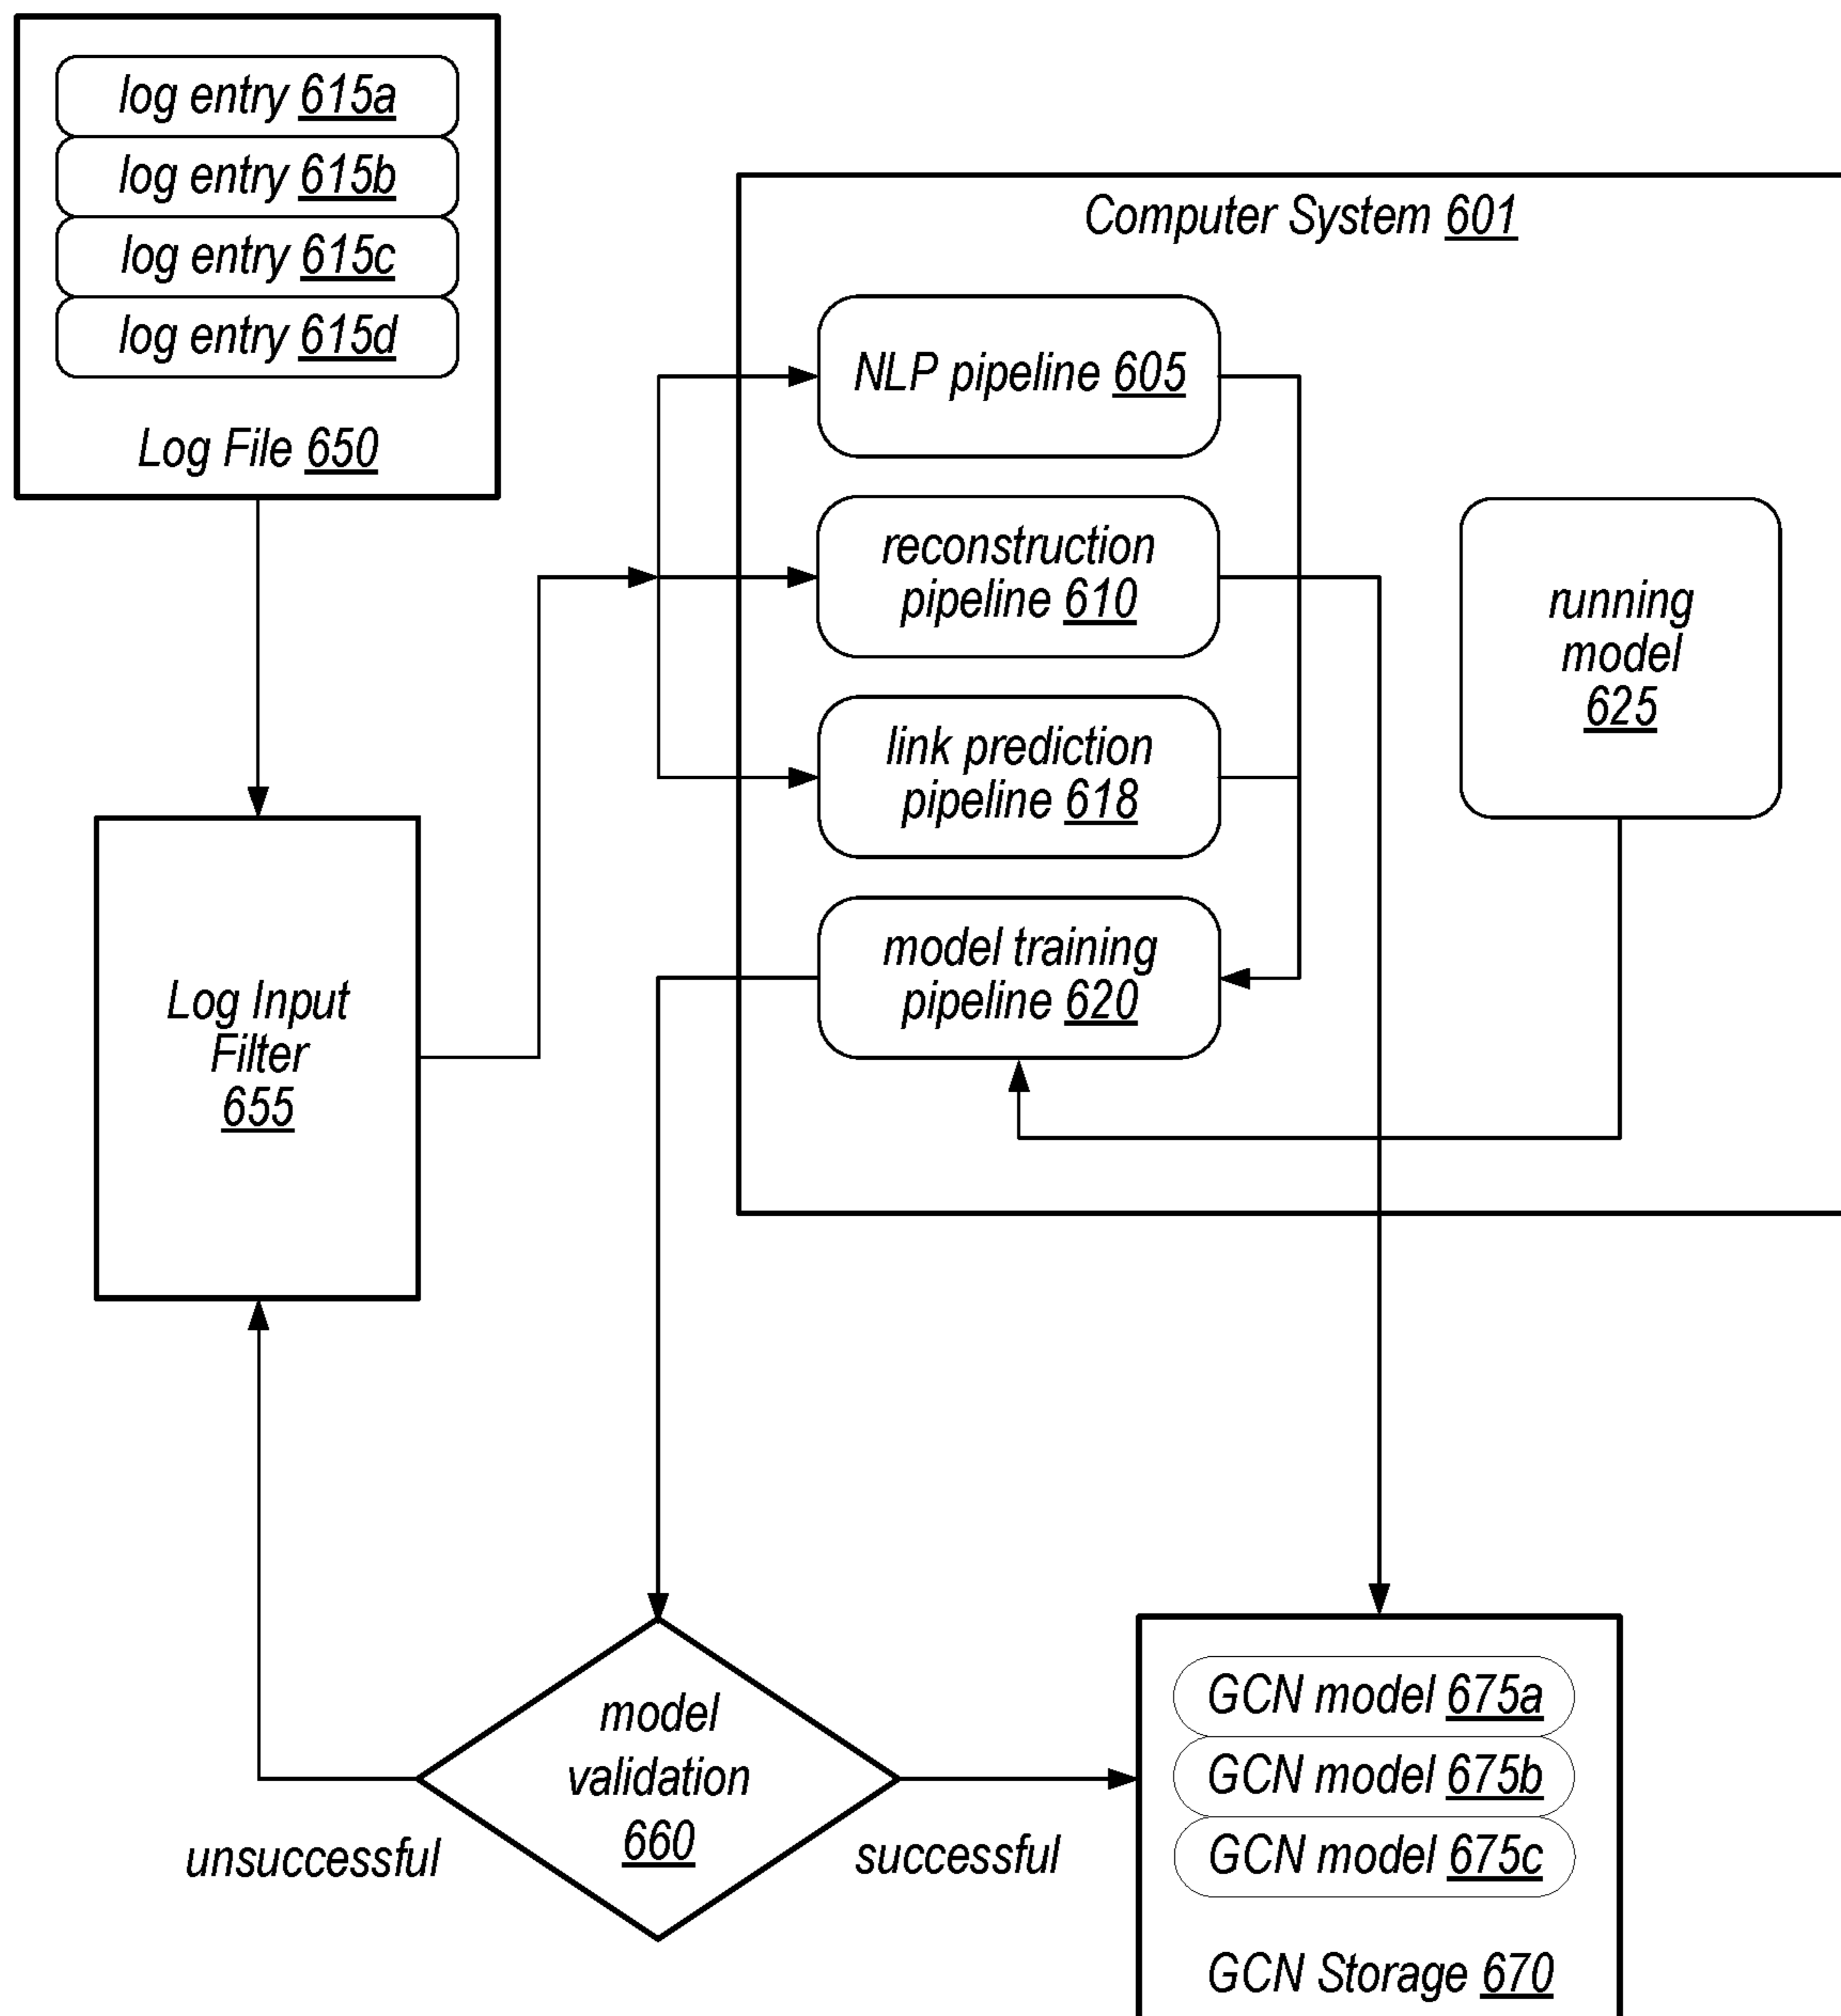 log entry 615a
log entry 615b
log entry 615c
log entry 615d
Log File 650
Computer System 601
NLP pipeline 605
reconstruction
pipeline 610
link prediction
pipeline 618
model training
pipeline 620
running
model
625
Log Input
Filter
655
model
validation
660
unsuccessful
successful
GCN model 675a
GCN model 675b
GCN model 675c
GCN Storage 670